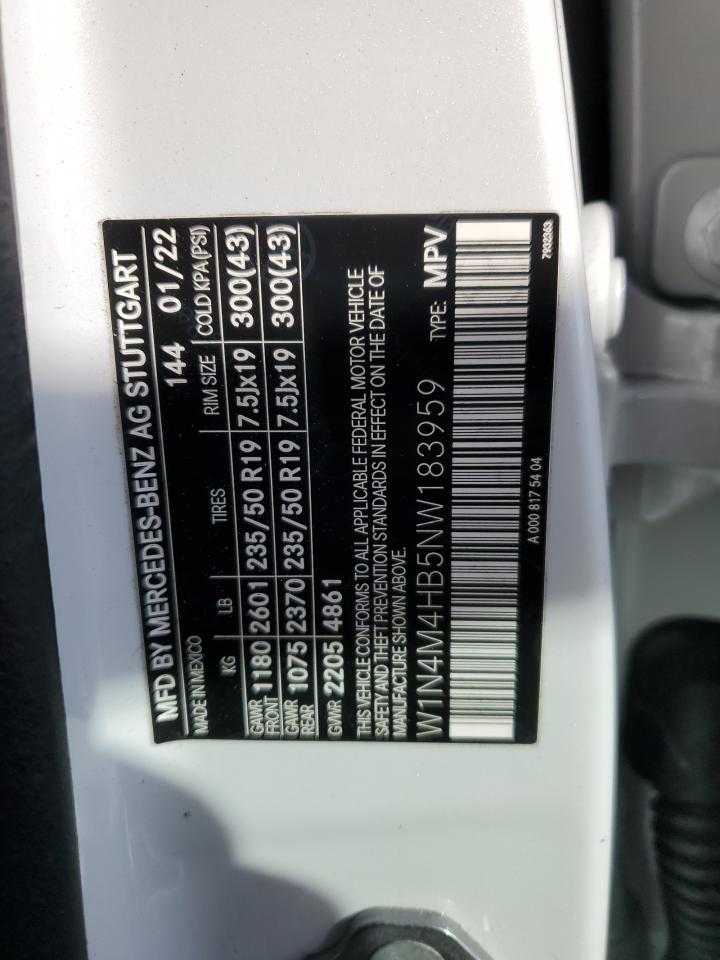 MFD BY MERCEDES-BENZ AG STUTTGART
MADE IN MEXICO 144 01/22
KG LB TIRES RIM SIZE COLD KPA(PSI)
GAWR FRONT 1180 2601 235/50 R19 7.5Jx19 300(43)
GAWR REAR 1075 2370 235/50 R19 7.5Jx19 300(43)
GVWR 2205 4861
THIS VEHICLE CONFORMS TO ALL APPLICABLE FEDERAL MOTOR VEHICLE
SAFETY AND THEFT PREVENTION STANDARDS IN EFFECT ON THE DATE OF
MANUFACTURE SHOWN ABOVE.
W1N4M4HB5NW183959 TYPE: MPV
A 000 817 54 04 7932363